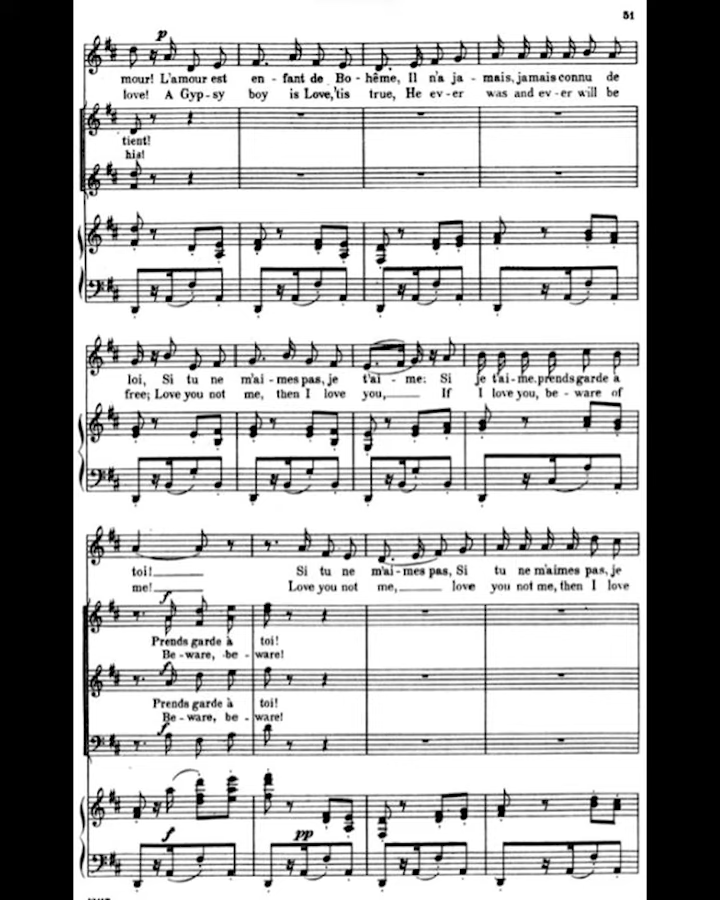 51
p
mour! L'amour est en - fant de Bo - hême, Il n'a ja - mais, jamais connu de
love! A Gyp - sy boy is Love, 'tis true, He ev - er was and ev - er will be
tient!
his!
loi, Si tu ne m'ai - mes pas, je t'ai - me: Si je t'ai - me. prends garde à
free; Love you not me, then I love you, If I love you, be - ware of
toi! Si tu ne m'ai - mes pas, Si tu ne m'aimes pas, je
me! Love you not me, love you not me, then I love
f
Prends garde à toi!
Be - ware, be - ware!
f
Prends garde à toi!
Be - ware, be - ware!
f
f pp